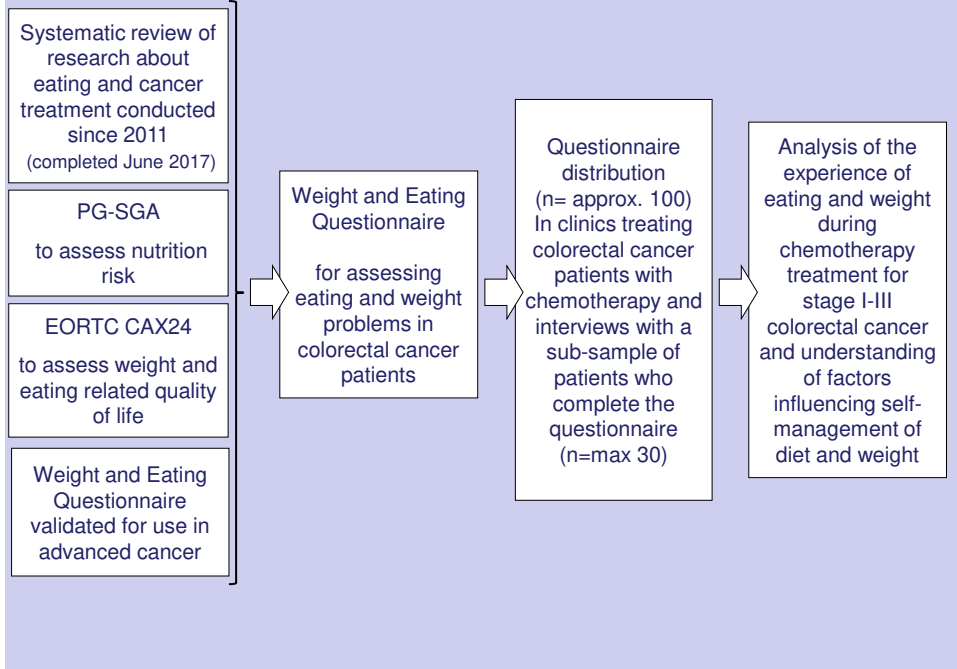 Systematic review of
research about
eating and cancer
treatment conducted
since 2011
(completed June 2017)
PG-SGA
to assess nutrition
risk
EORTC CAX24
to assess weight and
eating related quality
of life
Weight and Eating
Questionnaire
validated for use in
advanced cancer
Weight and Eating
Questionnaire
for assessing
eating and weight
problems in
colorectal cancer
patients
Questionnaire
distribution
(n= approx. 100)
In clinics treating
colorectal cancer
patients with
chemotherapy and
interviews with a
sub-sample of
patients who
complete the
questionnaire
(n=max 30)
Analysis of the
experience of
eating and weight
during
chemotherapy
treatment for
stage I-III
colorectal cancer
and understanding
of factors
influencing self-
management of
diet and weight